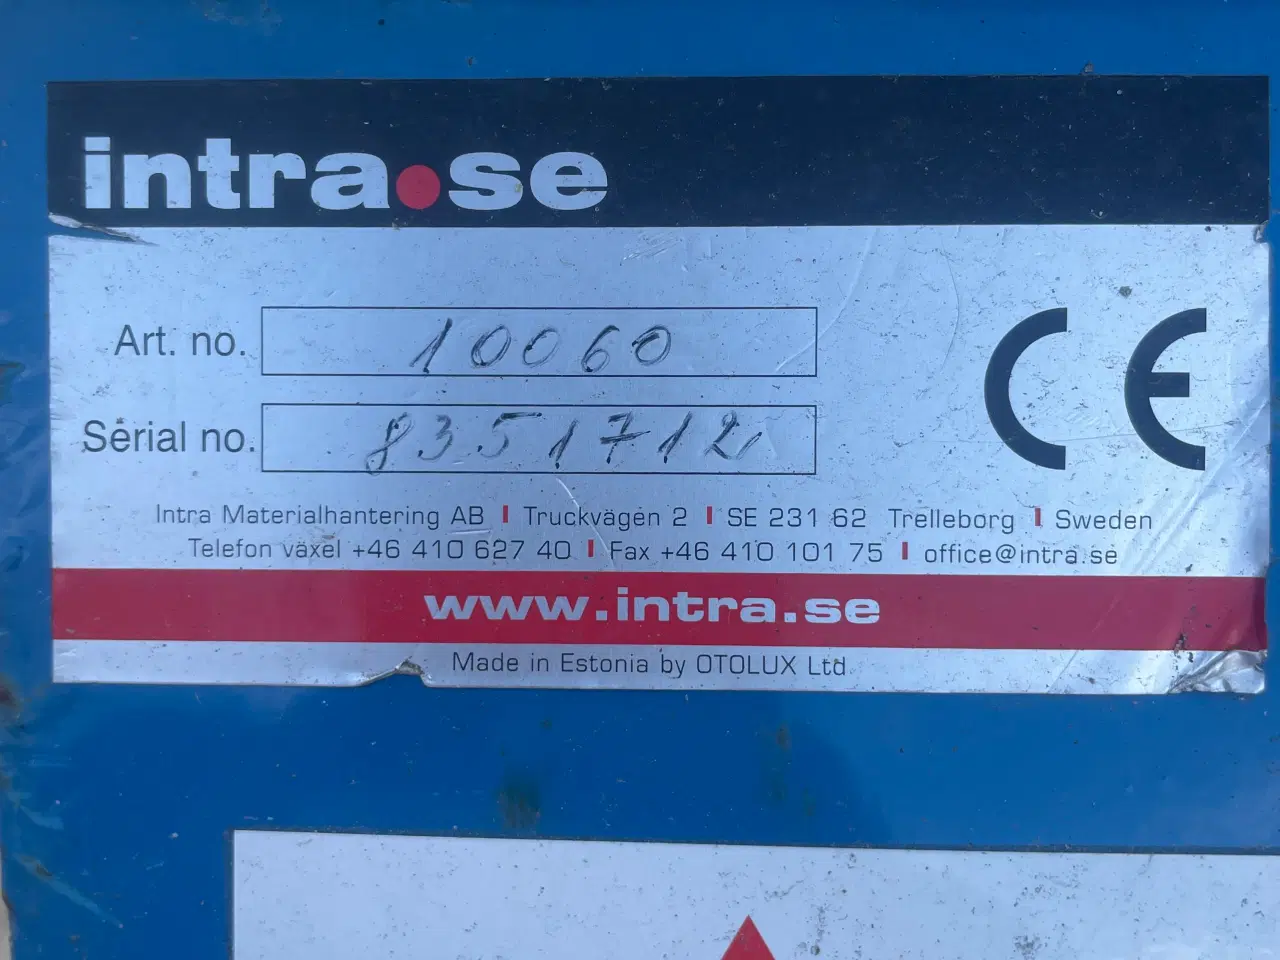 intra.se
Art. no. 10060
Serial no. 8351712
Intra Materialhantering AB | Truckvägen 2 | SE 231 62 Trelleborg | Sweden
Telefon växel +46 410 627 40 | Fax +46 410 101 75 | office@intra.se
www.intra.se
Made in Estonia by OTOLUX Ltd
CE